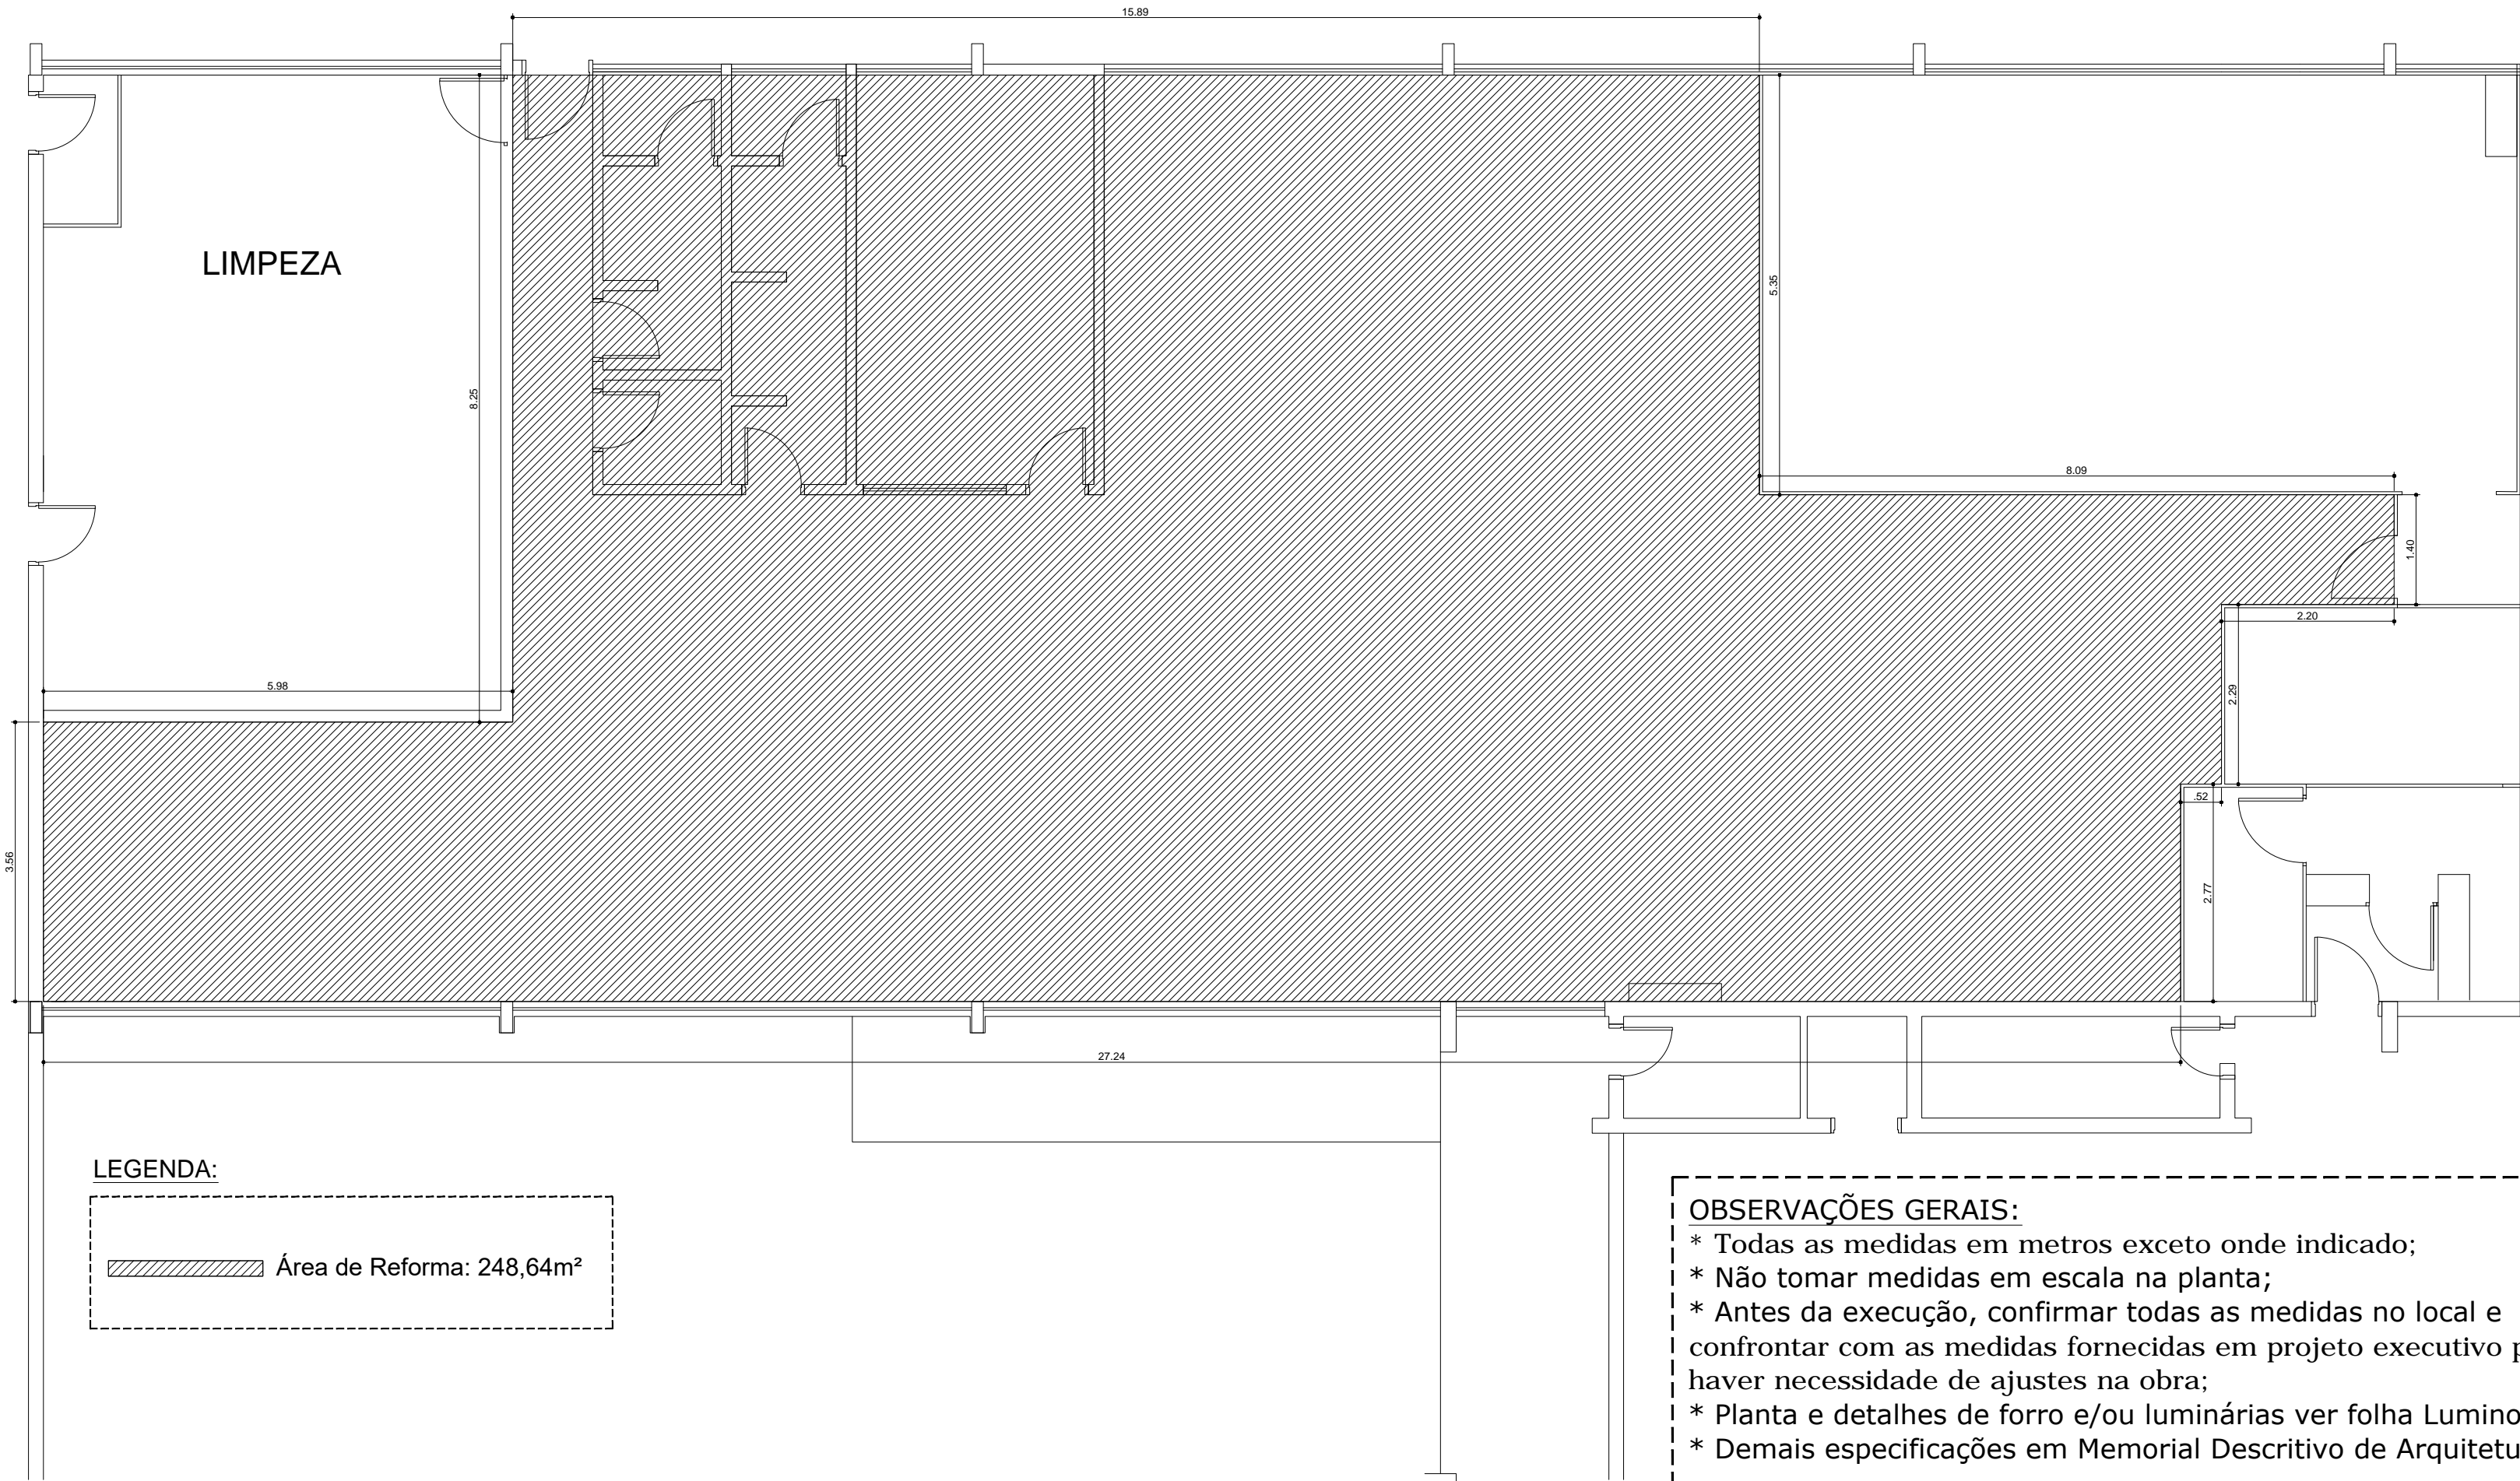 15.89
LIMPEZA
5.35
8.25
8.09
1.40
2.20
5.98
2.29
.52
3.56
2.77
27.24
LEGENDA:
Área de Reforma: 248,64m²
OBSERVAÇÕES GERAIS:
* Todas as medidas em metros exceto onde indicado;
* Não tomar medidas em escala na planta;
* Antes da execução, confirmar todas as medidas no local e
confrontar com as medidas fornecidas em projeto executivo
haver necessidade de ajustes na obra;
* Planta e detalhes de forro e/ou luminárias ver folha
* Demais especificações em Memorial Descritivo de